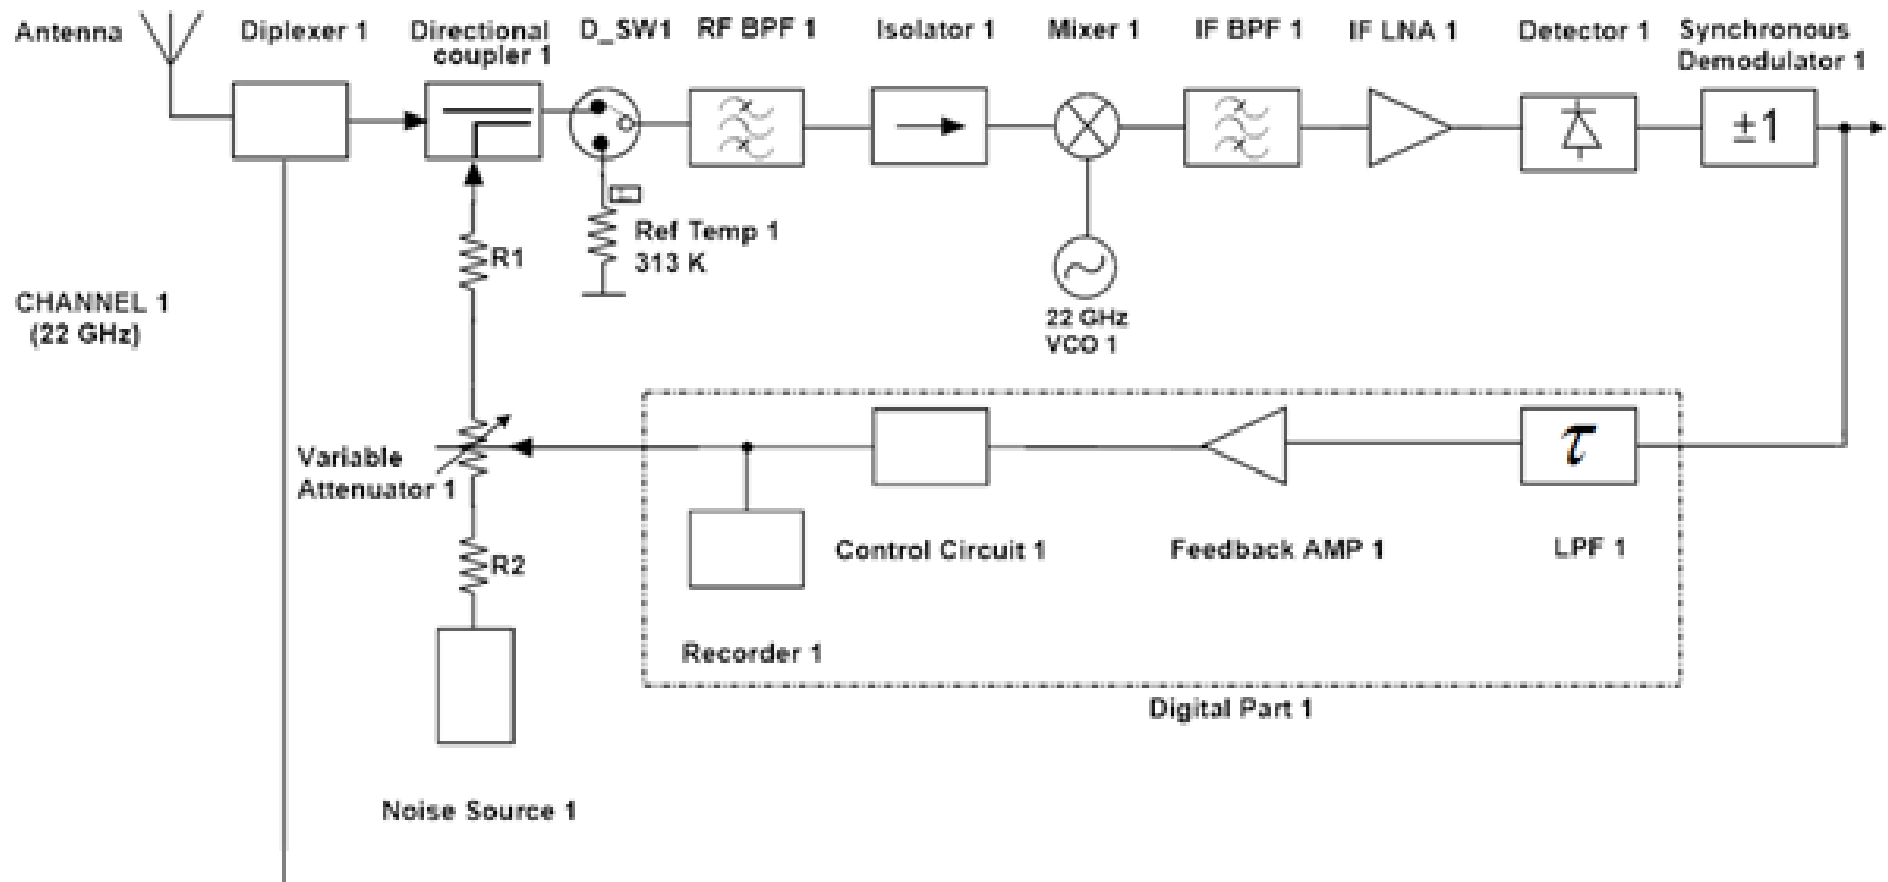 Antenna
Diplexer 1
Directional
coupler 1
D_SW1
RF BPF 1
Isolator 1
Mixer 1
IF BPF 1
IF LNA 1
Detector 1
Synchronous
Demodulator 1
±1
R1
Ref Temp 1
313 K
CHANNEL 1
(22 GHz)
22 GHz
VCO 1
τ
Variable
Attenuator 1
R2
Control Circuit 1
Feedback AMP 1
LPF 1
Recorder 1
Digital Part 1
Noise Source 1